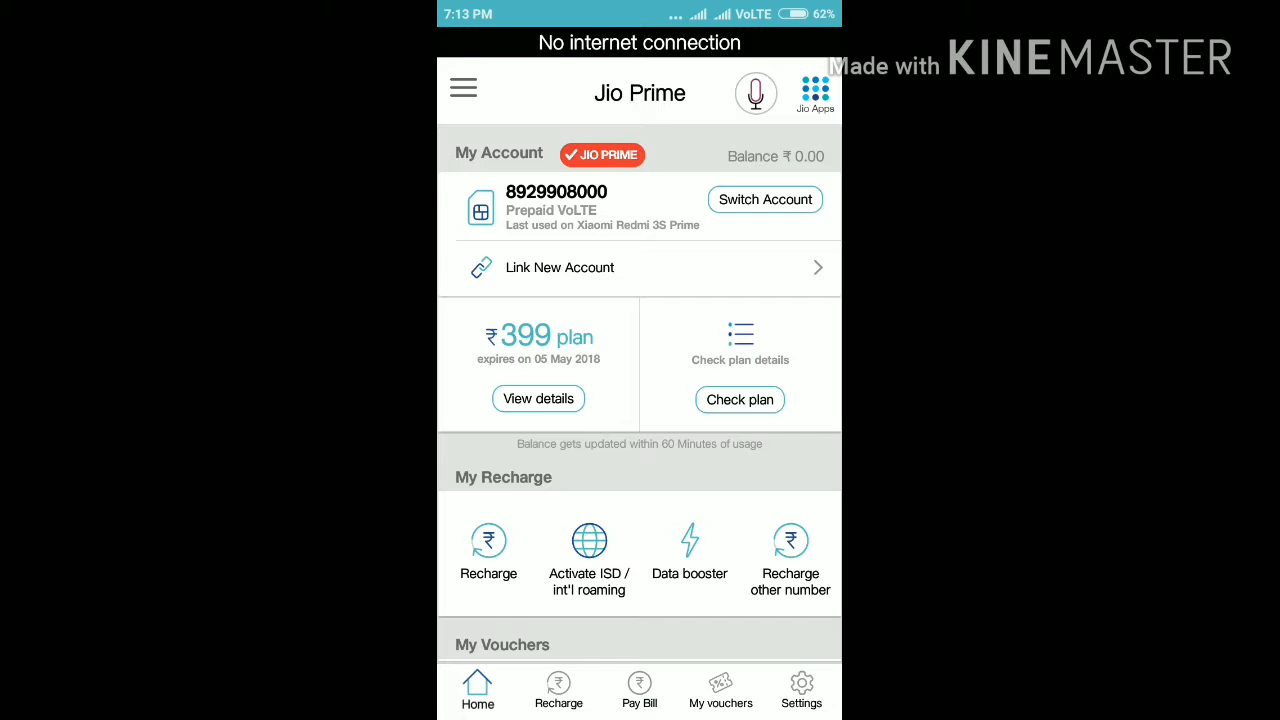 7:13 PM ... VoLTE 62%
No internet connection
Made with KINEMASTER
Jio Prime
Jio Apps
My Account JIO PRIME Balance ₹ 0.00
8929908000
Prepaid VoLTE
Switch Account
Last used on Xiaomi Redmi 3S Prime
Link New Account
₹399 plan
expires on 05 May 2018
View details
Check plan details
Check plan
Balance gets updated within 60 Minutes of usage
My Recharge
Recharge
Activate ISD /
int'l roaming
Data booster
Recharge
other number
My Vouchers
Home Recharge Pay Bill My vouchers Settings